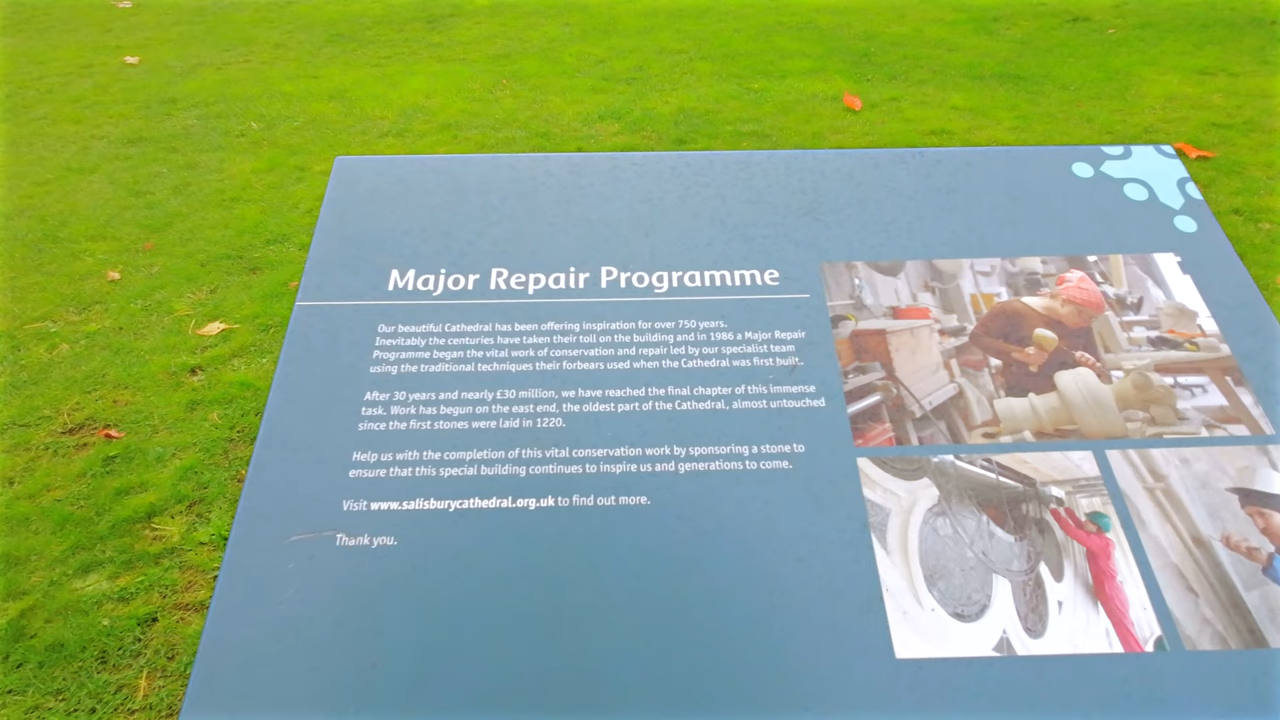 Major Repair Programme
Our beautiful Cathedral has been offering inspiration for over 750 years.
Inevitably the centuries have taken their toll on the building and in 1986 a Major Repair
Programme began the vital work of conservation and repair led by our specialist team
using the traditional techniques their forbears used when the Cathedral was first built.
After 30 years and nearly £30 million, we have reached the final chapter of this immense
task. Work has begun on the east end, the oldest part of the Cathedral, almost untouched
since the first stones were laid in 1220.
Help us with the completion of this vital conservation work by sponsoring a stone to
ensure that this special building continues to inspire us and generations to come.
Visit www.salisburycathedral.org.uk to find out more.
Thank you.